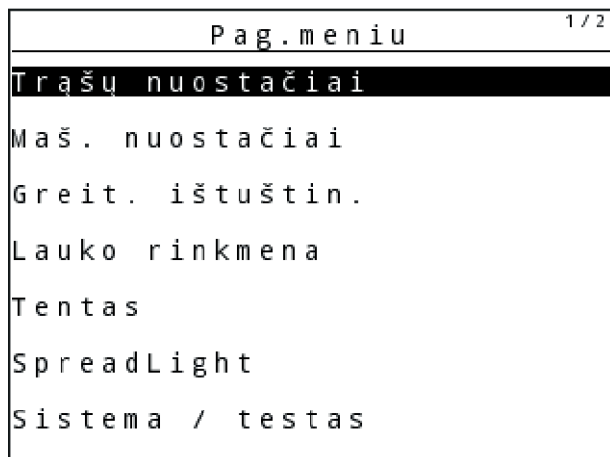 Pag.meniu
1/2
Trąšų nuostačiai
Maš. nuostačiai
Greit. ištuštin.
Lauko rinkmena
Tentas
SpreadLight
Sistema / testas